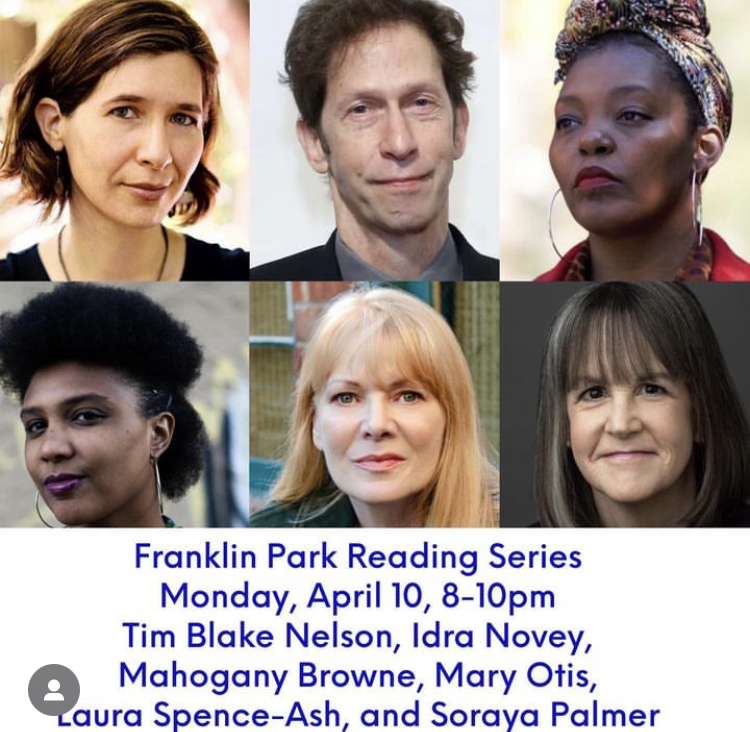 Franklin Park Reading Series
Monday, April 10, 8-10pm
Tim Blake Nelson, Idra Novey,
Mahogany Browne, Mary Otis,
Laura Spence-Ash, and Soraya Palmer